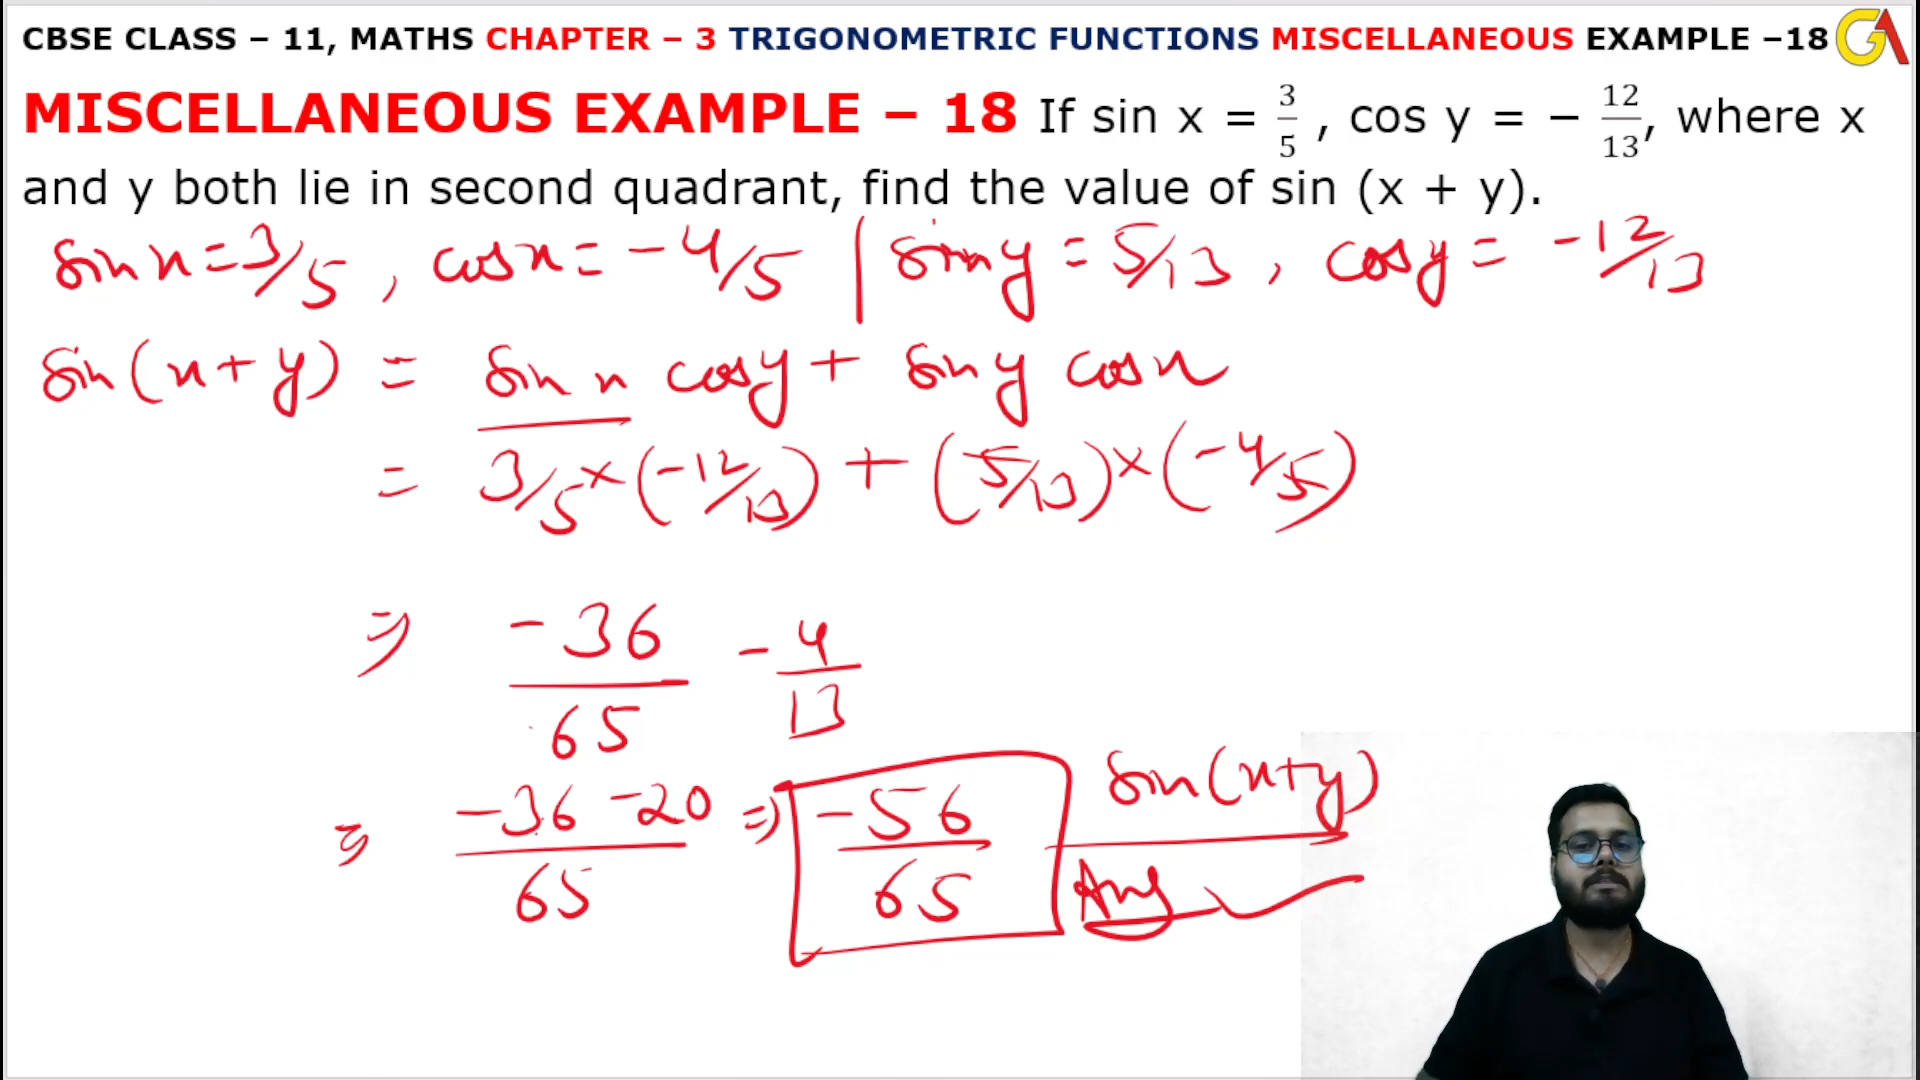 CBSE CLASS – 11, MATHS CHAPTER – 3 TRIGONOMETRIC FUNCTIONS MISCELLANEOUS EXAMPLE –18 GA
MISCELLANEOUS EXAMPLE – 18 If sin x = 3/5 , cos y = − 12/13, where x
and y both lie in second quadrant, find the value of sin (x + y).
sin x = 3/5 , cos x = -4/5 | sin y = 5/13 , cos y = -12/13
sin(x+y) = sin x cos y + sin y cos x
= 3/5 × (-12/13) + (5/13) × (-4/5)
⇒ -36/65 - 4/13
⇒ -36 -20/65 ⇒ -56/65 sin(x+y)
Ans